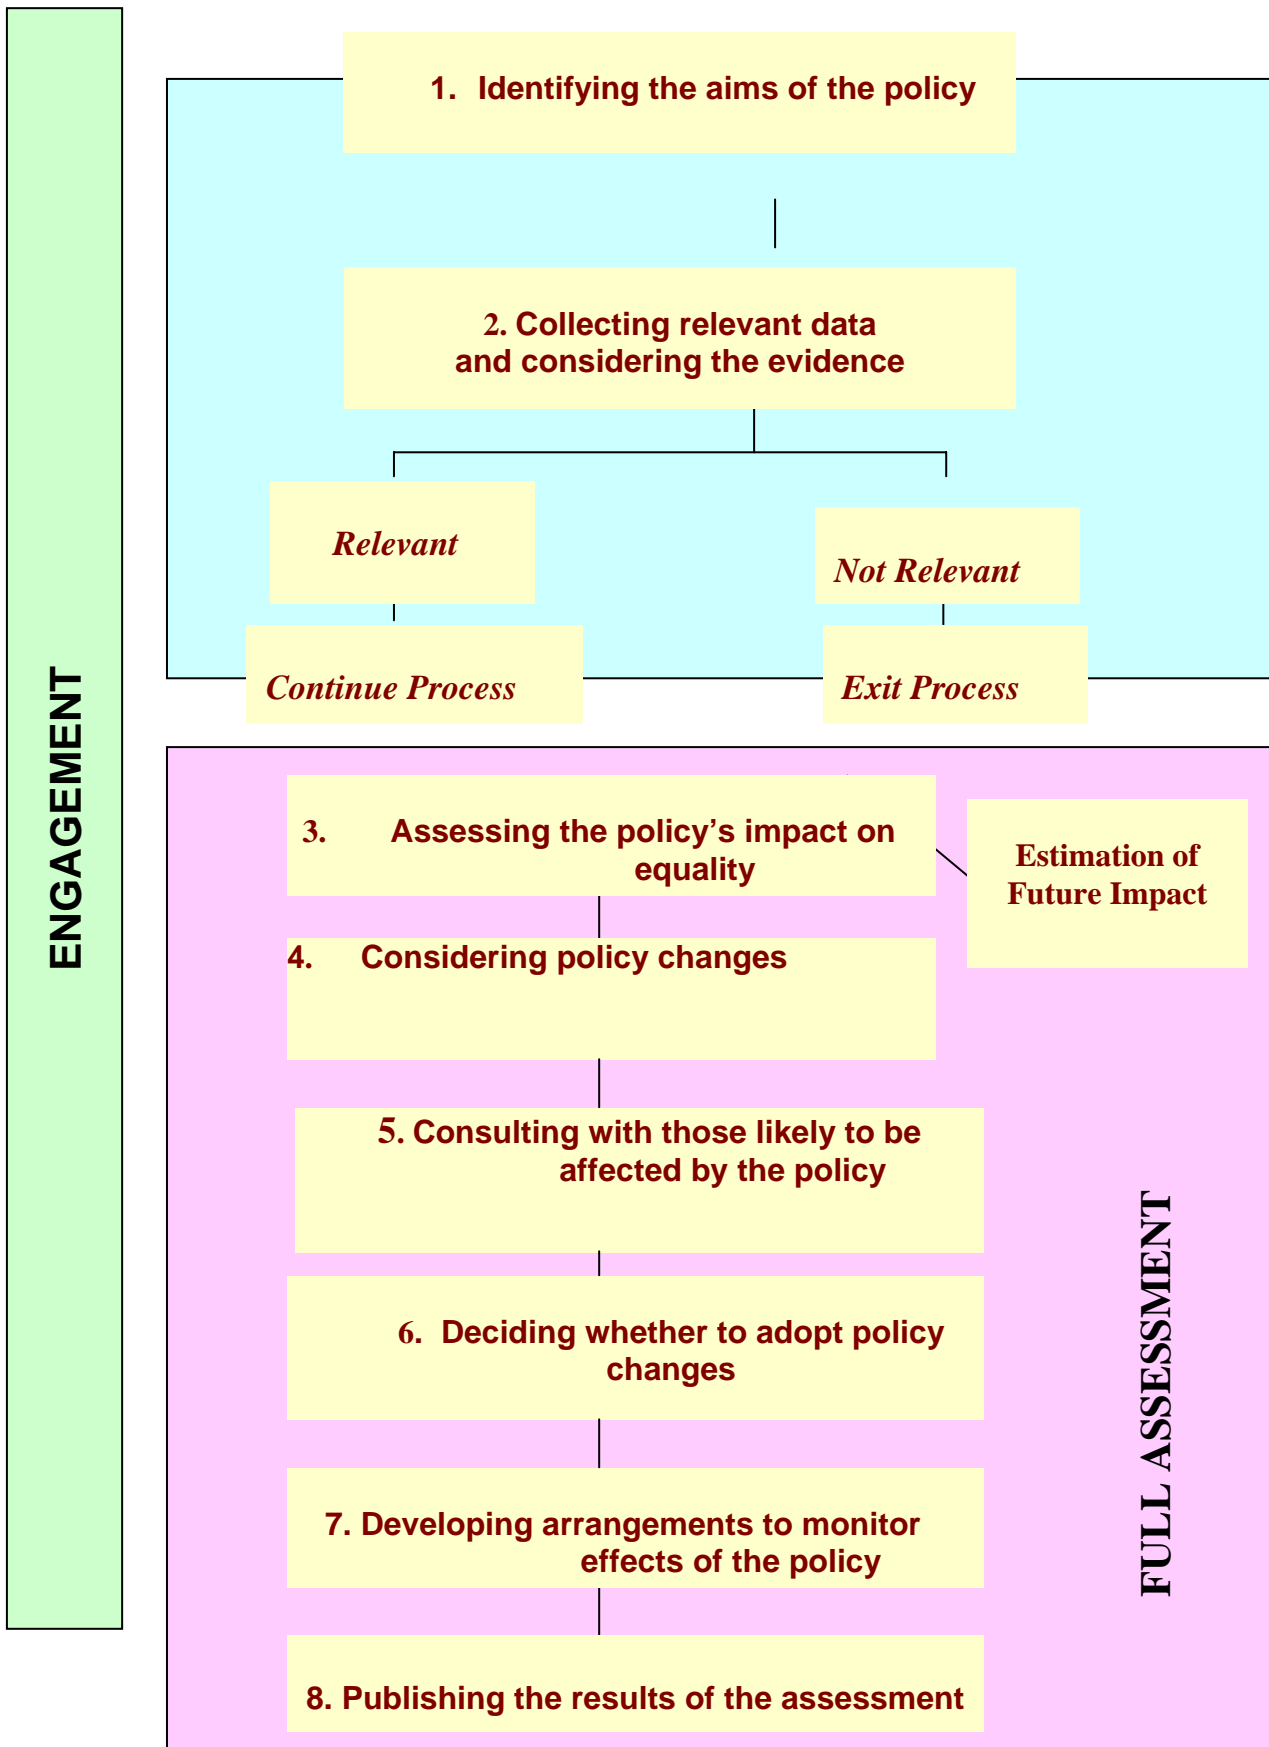 ENGAGEMENT
1. Identifying the aims of the policy
2. Collecting relevant data
and considering the evidence
Relevant
Not Relevant
Continue Process
Exit Process
3. Assessing the policy’s impact on
equality
Estimation of
Future Impact
4. Considering policy changes
5. Consulting with those likely to be
affected by the policy
6. Deciding whether to adopt policy
changes
7. Developing arrangements to monitor
effects of the policy
8. Publishing the results of the assessment
FULL ASSESSMENT